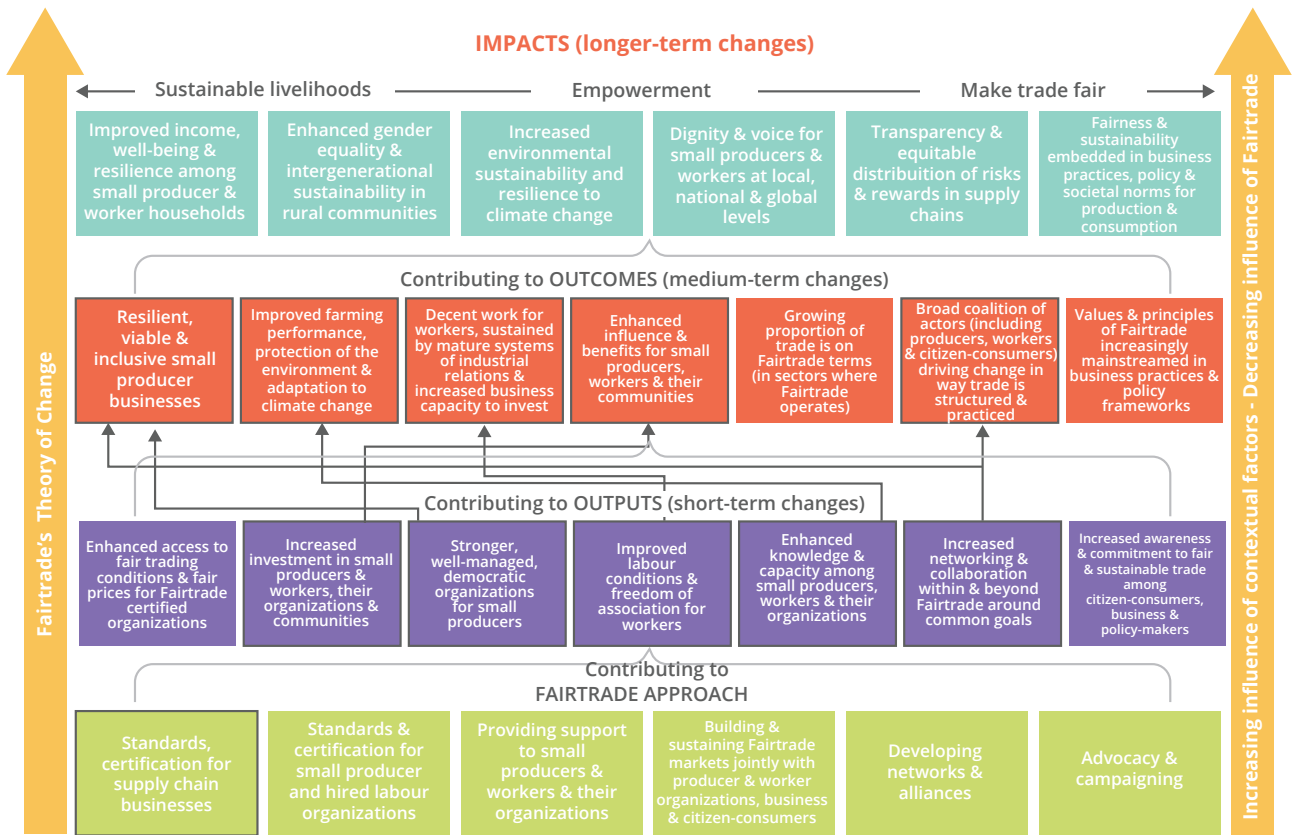 IMPACTS (longer-term changes)
Sustainable livelihoods
Empowerment
Make trade fair
Improved income,
well-being &
resilience among
small producer &
worker households
Enhanced gender
equality &
intergenerational
sustainability in
rural communities
Increased
environmental
sustainability and
resilience to
climate change
Dignity & voice for
small producers &
workers at local,
national & global
levels
Transparency &
equitable
distribuition of risks
& rewards in supply
chains
Fairness &
sustainability
embedded in business
practices, policy &
societal norms for
production &
consumption
Contributing to OUTCOMES (medium-term changes)
Resilient,
viable &
inclusive small
producer
businesses
Improved farming
performance,
protection of the
environment &
adaptation to
climate change
Decent work for
workers, sustained
by mature systems
of industrial
relations &
increased business
capacity to invest
Enhanced
influence &
benefits for small
producers,
workers & their
communities
Growing
proportion of
trade is on
Fairtrade terms
(in sectors where
Fairtrade
operates)
Broad coalition of
actors (including
producers, workers
& citizen-consumers)
driving change in
way trade is
structured &
practiced
Values & principles
of Fairtrade
increasingly
mainstreamed in
business practices &
policy
frameworks
Contributing to OUTPUTS (short-term changes)
Enhanced access to
fair trading
conditions & fair
prices for Fairtrade
certified
organizations
Increased
investment in small
producers &
workers, their
organizations &
communities
Stronger,
well-managed,
democratic
organizations
for small
producers
Improved
labour
conditions &
freedom of
association for
workers
Enhanced
knowledge &
capacity among
small producers,
workers & their
organizations
Increased
networking &
collaboration
within & beyond
Fairtrade around
common goals
Increased awareness
& commitment to fair
& sustainable trade
among
citizen-consumers,
business &
policy-makers
Contributing to
FAIRTRADE APPROACH
Standards,
certification for
supply chain
businesses
Standards &
certification for
small producer
and hired labour
organizations
Providing support
to small
producers &
workers & their
organizations
Building &
sustaining Fairtrade
markets jointly with
producer & worker
organizations, business
& citizen-consumers
Developing
networks &
alliances
Advocacy &
campaigning
Fairtrade's Theory of Change
Increasing influence of contextual factors - Decreasing influence of Fairtrade